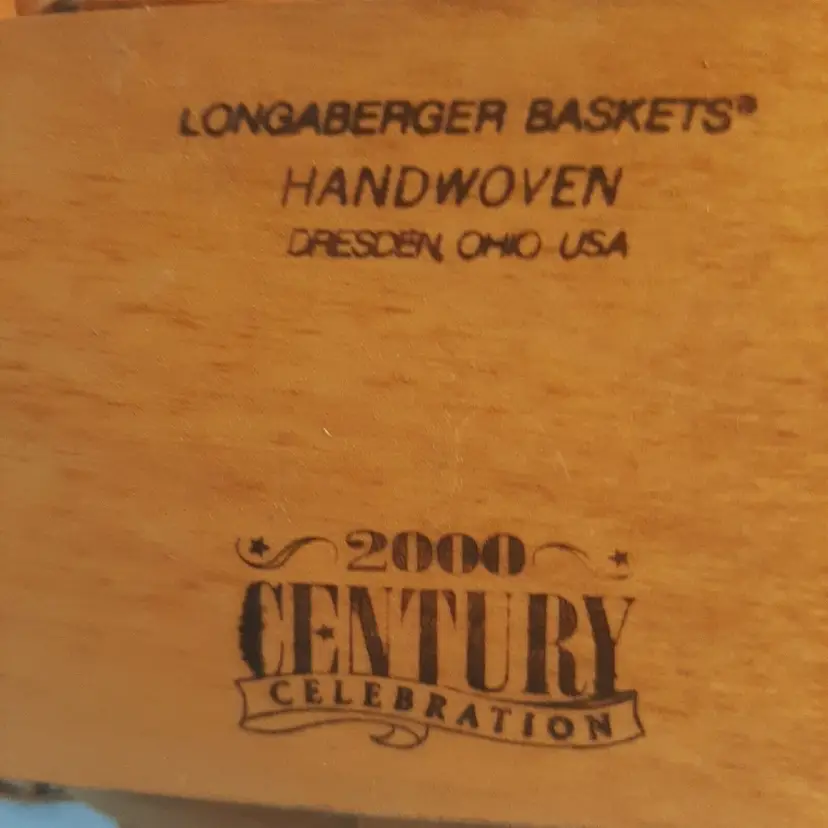 LONGABERGER BASKETS®
HANDWOVEN
DRESDEN, OHIO USA
2000
CENTURY
CELEBRATION